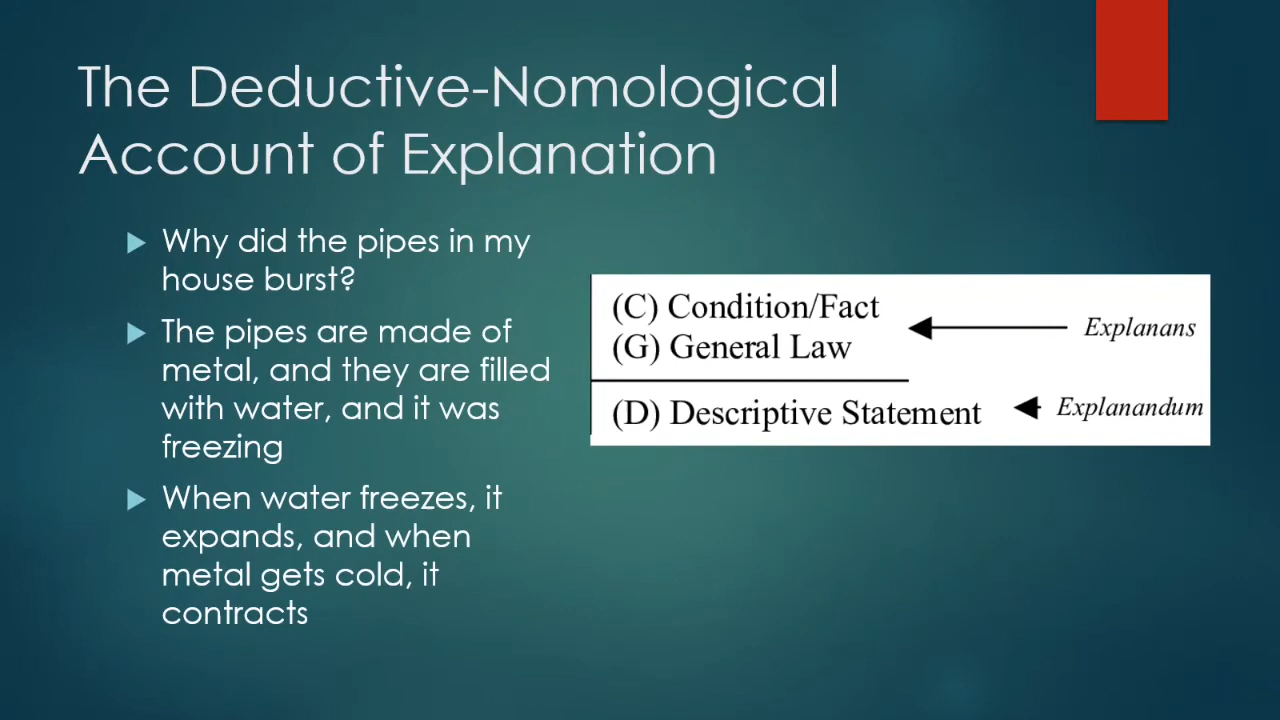 The Deductive-Nomological
Account of Explanation
Why did the pipes in my
house burst?
The pipes are made of
metal, and they are filled
with water, and it was
freezing
When water freezes, it
expands, and when
metal gets cold, it
contracts
(C) Condition/Fact
(G) General Law
Explanans
(D) Descriptive Statement
Explanandum